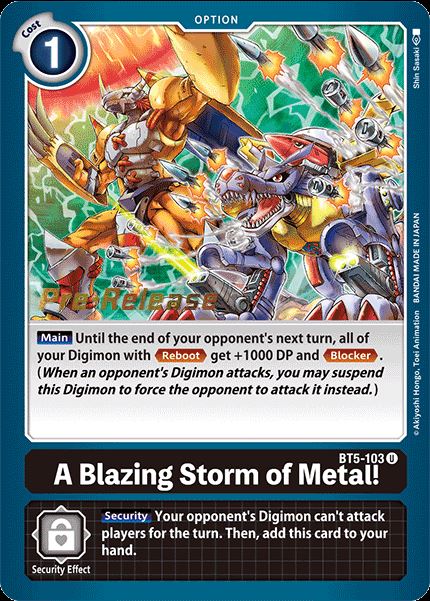 OPTION
Cost
1
Shin Sasaki
©Akiyoshi Hongo, Toei Animation BANDAI MADE IN JAPAN
Pre-Release
Main Until the end of your opponent's next turn, all of
your Digimon with Reboot get +1000 DP and Blocker.
(When an opponent's Digimon attacks, you may suspend
this Digimon to force the opponent to attack it instead.)
BT5-103 U
A Blazing Storm of Metal!
Security Your opponent's Digimon can't attack
players for the turn. Then, add this card to your
hand.
Security Effect